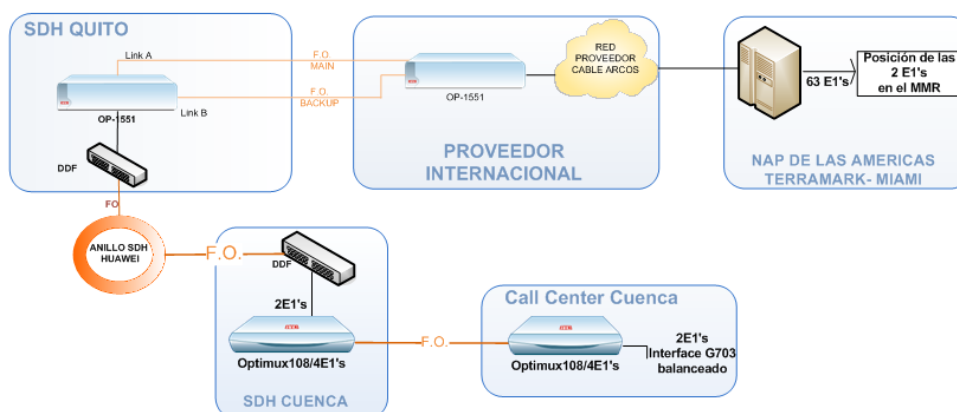 SDH QUITO
Link A
F.O.
MAIN
OP-1551
Link B
F.O.
BACKUP
DDF
FO
OP-1551
RED
PROVEEDOR
CABLE ARCOS
PROVEEDOR
INTERNACIONAL
63 E1's
Posición de las
2 E1's
en el MMR
NAP DE LAS AMERICAS
TERRAMARK- MIAMI
ANILLO SDH
HUAWEI
F.O.
DDF
2E1's
Optimux108/4E1's
SDH CUENCA
F.O.
Call Center Cuenca
Optimux108/4E1's
2E1's
Interface G703
balanceado